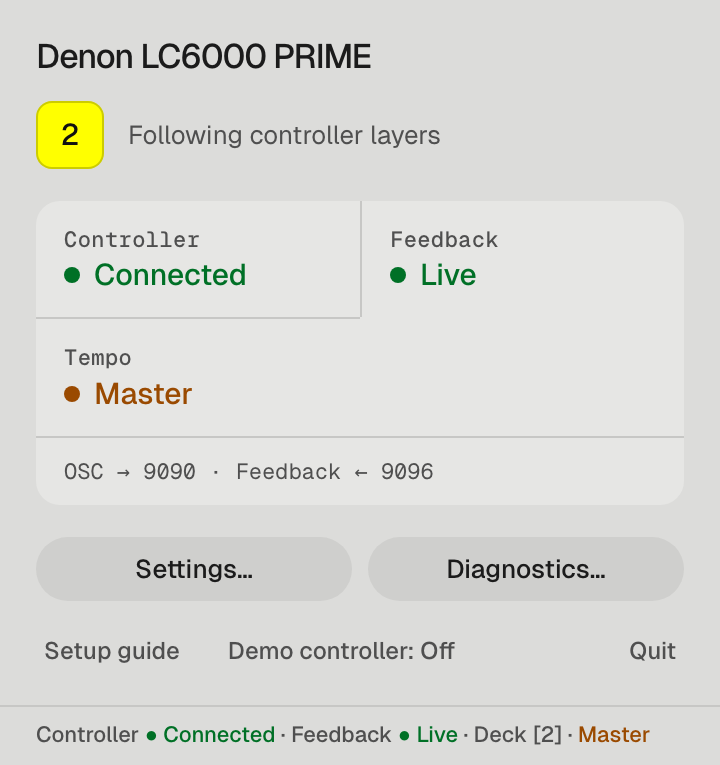 Denon LC6000 PRIME
2 Following controller layers
Controller Feedback
Connected Live
Tempo
Master
OSC → 9090 · Feedback ← 9096
Settings… Diagnostics…
Setup guide Demo controller: Off Quit
Controller ● Connected · Feedback ● Live · Deck [2] · Master